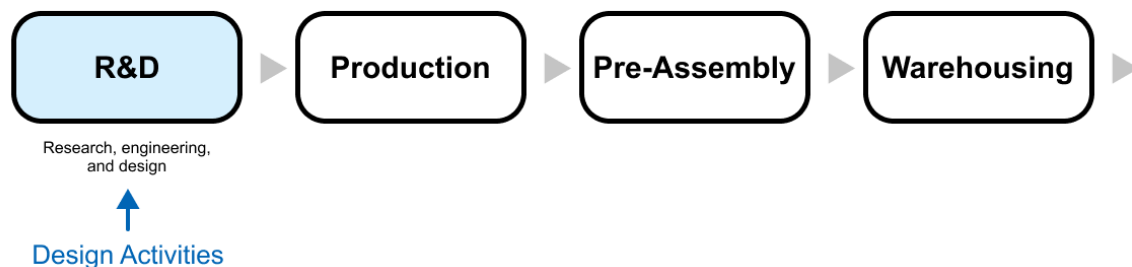 R&D
Production
Pre-Assembly
Warehousing
Research, engineering,
and design
Design Activities